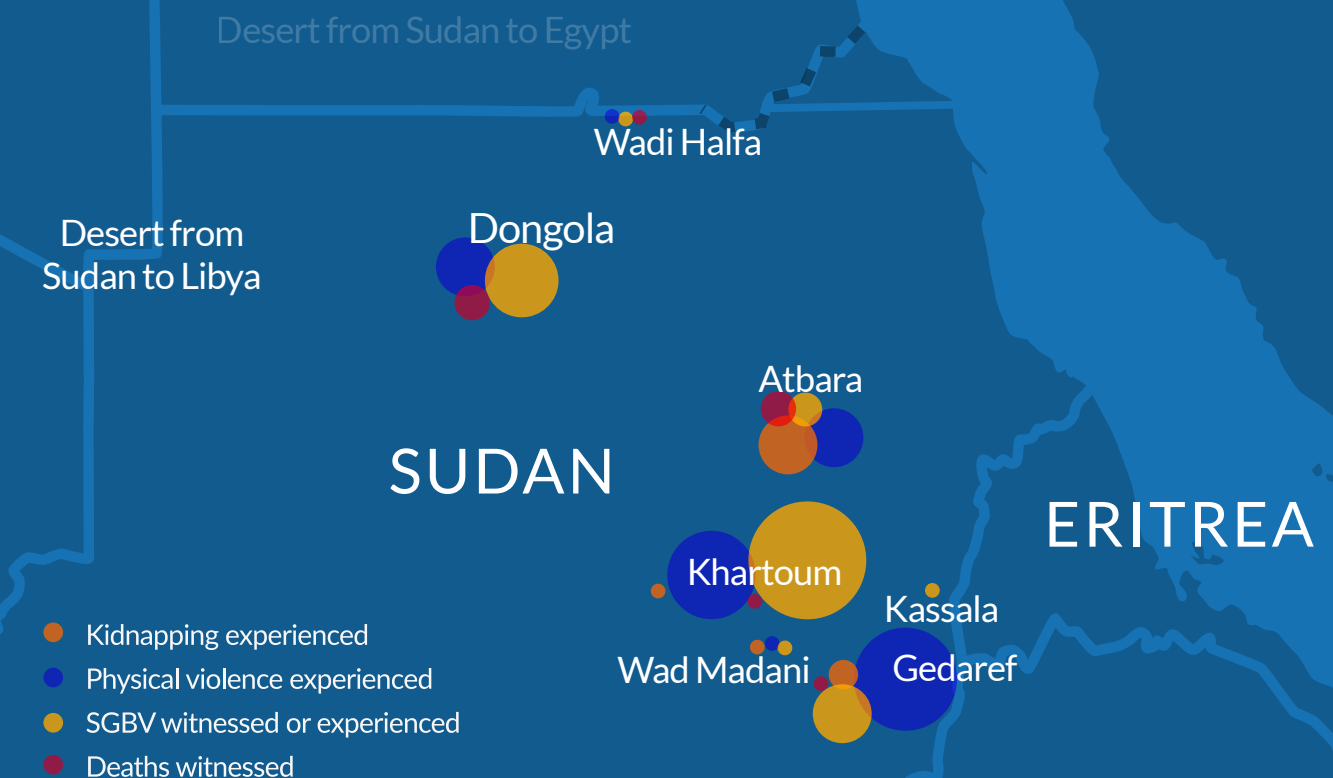 Desert from Sudan to Egypt
Wadi Halfa
Dongola
Desert from
Sudan to Libya
Atbara
SUDAN
ERITREA
Khartoum
Kassala
Wad Madani
Gedaref
Kidnapping experienced
Physical violence experienced
SGBV witnessed or experienced
Deaths witnessed